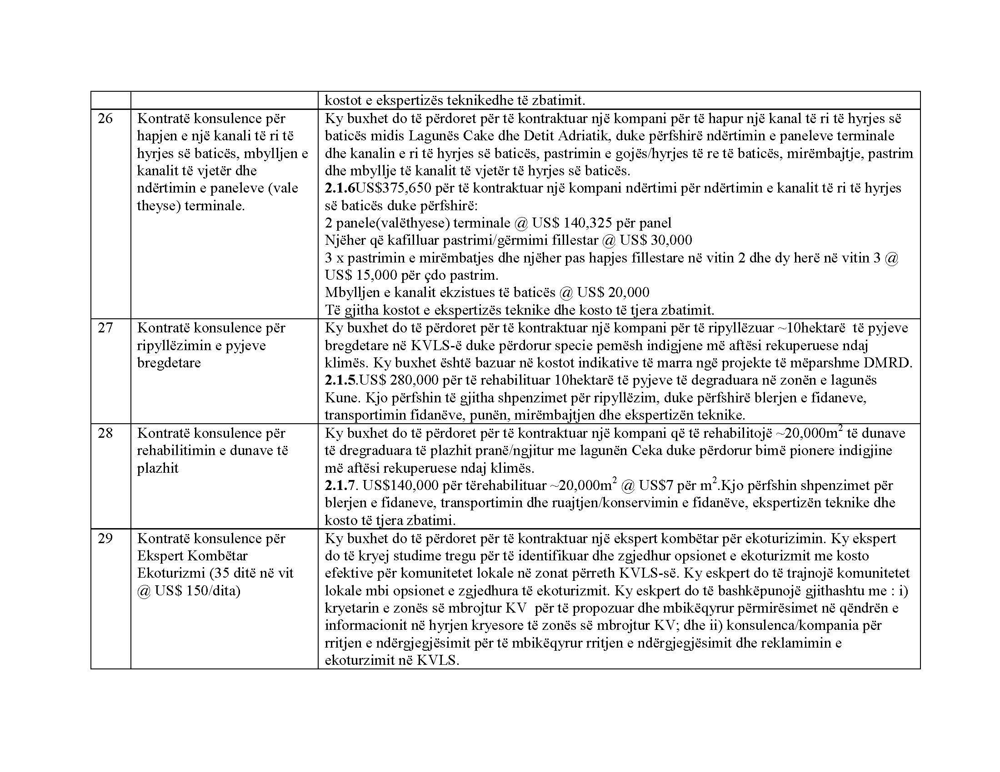 kostot e ekspertizës teknikedhe të zbatimit.
26
Kontratë konsulence për
hapjen e një kanali të ri të
hyrjes së baticës, mbylljen e
kanalit të vjetër dhe
ndërtimin e paneleve (vale
theyse) terminale.
Ky buxhet do të përdoret për të kontraktuar një kompani për të hapur një kanal të ri të hyrjes së
baticës midis Lagunës Cake dhe Detit Adriatik, duke përfshirë ndërtimin e paneleve terminale
dhe kanalin e ri të hyrjes së baticës, pastrimin e gojës/hyrjes të re të baticës, mirëmbajtje, pastrim
dhe mbyllje të kanalit të vjetër të hyrjes së baticës.
2.1.6US$375,650 për të kontraktuar një kompani ndërtimi për ndërtimin e kanalit të ri të hyrjes
së baticës duke përfshirë:
2 panele(valëthyese) terminale @ US$ 140,325 për panel
Njëher që kafilluar pastrimi/gërmimi fillestar @ US$ 30,000
3 x pastrimin e mirëmbatjes dhe njëher pas hapjes fillestare në vitin 2 dhe dy herë në vitin 3 @
US$ 15,000 për çdo pastrim.
Mbylljen e kanalit ekzistues të baticës @ US$ 20,000
Të gjitha kostot e ekspertizës teknike dhe kosto të tjera zbatimit.
27
Kontratë konsulence për
ripyllëzimin e pyjeve
bregdetare
Ky buxhet do të përdoret për të kontraktuar një kompani për të ripyllëzuar ~10hektarë  të pyjeve
bregdetare në KVLS-ë duke përdorur specie pemësh indigjene më aftësi rekuperuese ndaj
klimës. Ky buxhet është bazuar në kostot indikative të marra ngë projekte të mëparshme DMRD.
2.1.5.US$ 280,000 për të rehabilituar 10hektarë të pyjeve të degraduara në zonën e lagunës
Kune. Kjo përfshin të gjitha shpenzimet për ripyllëzim, duke përfshirë blerjen e fidaneve,
transportimin fidanëve, punën, mirëmbajtjen dhe ekspertizën teknike.
28
Kontratë konsulence për
rehabilitimin e dunave të
plazhit
Ky buxhet do të përdoret për të kontraktuar një kompani që të rehabilitojë ~20,000m² të dunave
të dregraduara të plazhit pranë/ngjitur me lagunën Ceka duke përdorur bimë pionere indigjine
më aftësi rekuperuese ndaj klimës.
2.1.7. US$140,000 për tërehabilituar ~20,000m² @ US$7 për m².Kjo përfshin shpenzimet për
blerjen e fidaneve, transportimin dhe ruajtjen/konservimin e fidanëve, ekspertizën teknike dhe
kosto të tjera zbatimi.
29
Kontratë konsulence për
Ekspert Kombëtar
Ekoturizmi (35 ditë në vit
@ US$ 150/dita)
Ky buxhet do të përdoret për të kontraktuar një ekspert kombëtar për ekoturizimin. Ky ekspert
do të kryej studime tregu për të identifikuar dhe zgjedhur opsionet e ekoturizmit me kosto
efektive për komunitetet lokale në zonat përreth KVLS-së. Ky eskpert do të trajnojë komunitetet
lokale mbi opsionet e zgjedhura të ekoturizmit. Ky eskpert do të bashkëpunojë gjithashtu me : i)
kryetarin e zonës së mbrojtur KV  për të propozuar dhe mbikëqyrur përmirësimet në qëndrën e
informacionit në hyrjen kryesore të zonës së mbrojtur KV; dhe ii) konsulenca/kompania për
rritjen e ndërgjegjësimit për të mbikëqyrur rritjen e ndërgjegjësimit dhe reklamimin e
ekoturzimit në KVLS.